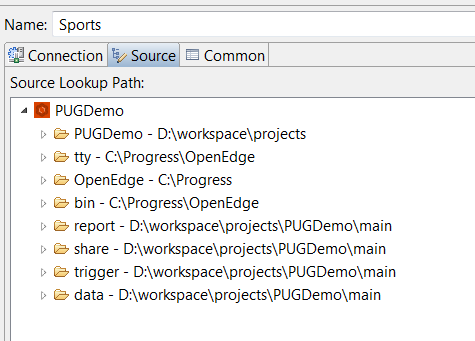 Name: Sports
Connection Source Common
Source Lookup Path:
PUGDemo
PUGDemo - D:\workspace\projects
tty - C:\Progress\OpenEdge
OpenEdge - C:\Progress
bin - C:\Progress\OpenEdge
report - D:\workspace\projects\PUGDemo\main
share - D:\workspace\projects\PUGDemo\main
trigger - D:\workspace\projects\PUGDemo\main
data - D:\workspace\projects\PUGDemo\main